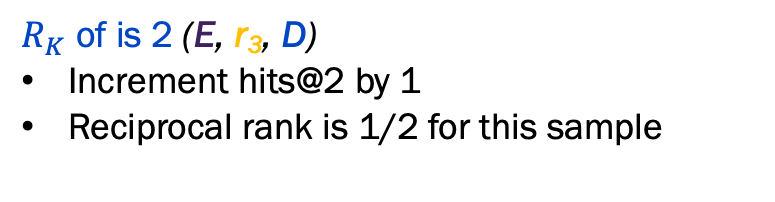 R_K of is 2 (E, r_3, D)
• Increment hits@2 by 1
• Reciprocal rank is 1/2 for this sample